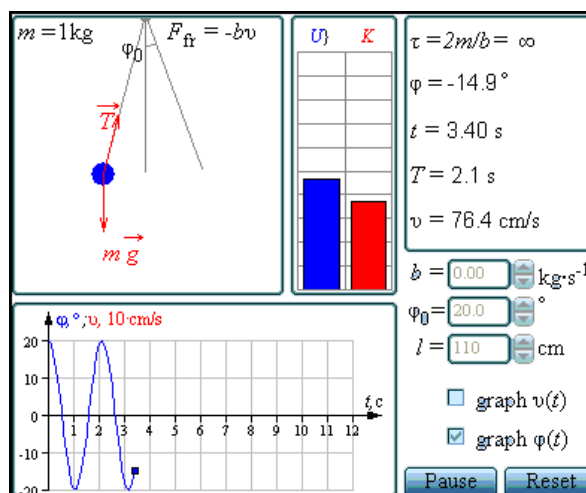 m = 1kg
F_fr = -bυ
φ₀
T
m g
U} K
τ = 2m/b = ∞
φ = -14.9°
t = 3.40 s
T = 2.1 s
υ = 76.4 cm/s
b = 0.00 kg·s⁻¹
φ₀ = 20.0 °
l = 110 cm
graph υ(t)
graph φ(t)
Pause Reset
φ,°; υ, 10·cm/s
20
10
0
-10
-20
1 2 3 4 5 6 7 8 9 10 11 12
t, c